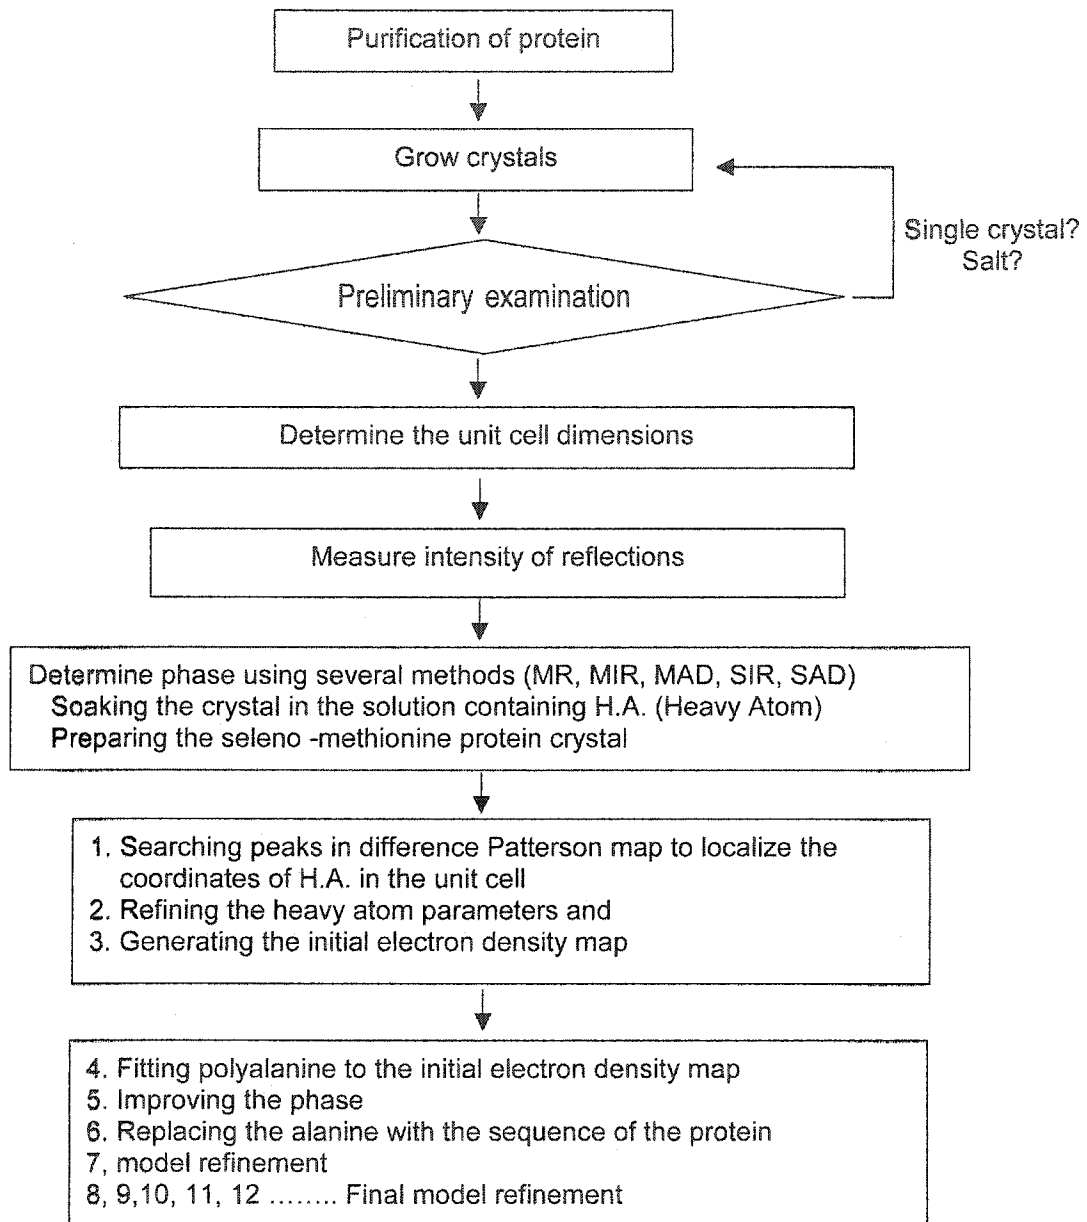 Purification of protein
Grow crystals
Single crystal?
Salt?
Preliminary examination
Determine the unit cell dimensions
Measure intensity of reflections
Determine phase using several methods (MR, MIR, MAD, SIR, SAD)
Soaking the crystal in the solution containing H.A. (Heavy Atom)
Preparing the seleno -methionine protein crystal
1. Searching peaks in difference Patterson map to localize the
coordinates of H.A. in the unit cell
2. Refining the heavy atom parameters and
3. Generating the initial electron density map
4. Fitting polyalanine to the initial electron density map
5. Improving the phase
6. Replacing the alanine with the sequence of the protein
7, model refinement
8, 9,10, 11, 12 ........ Final model refinement